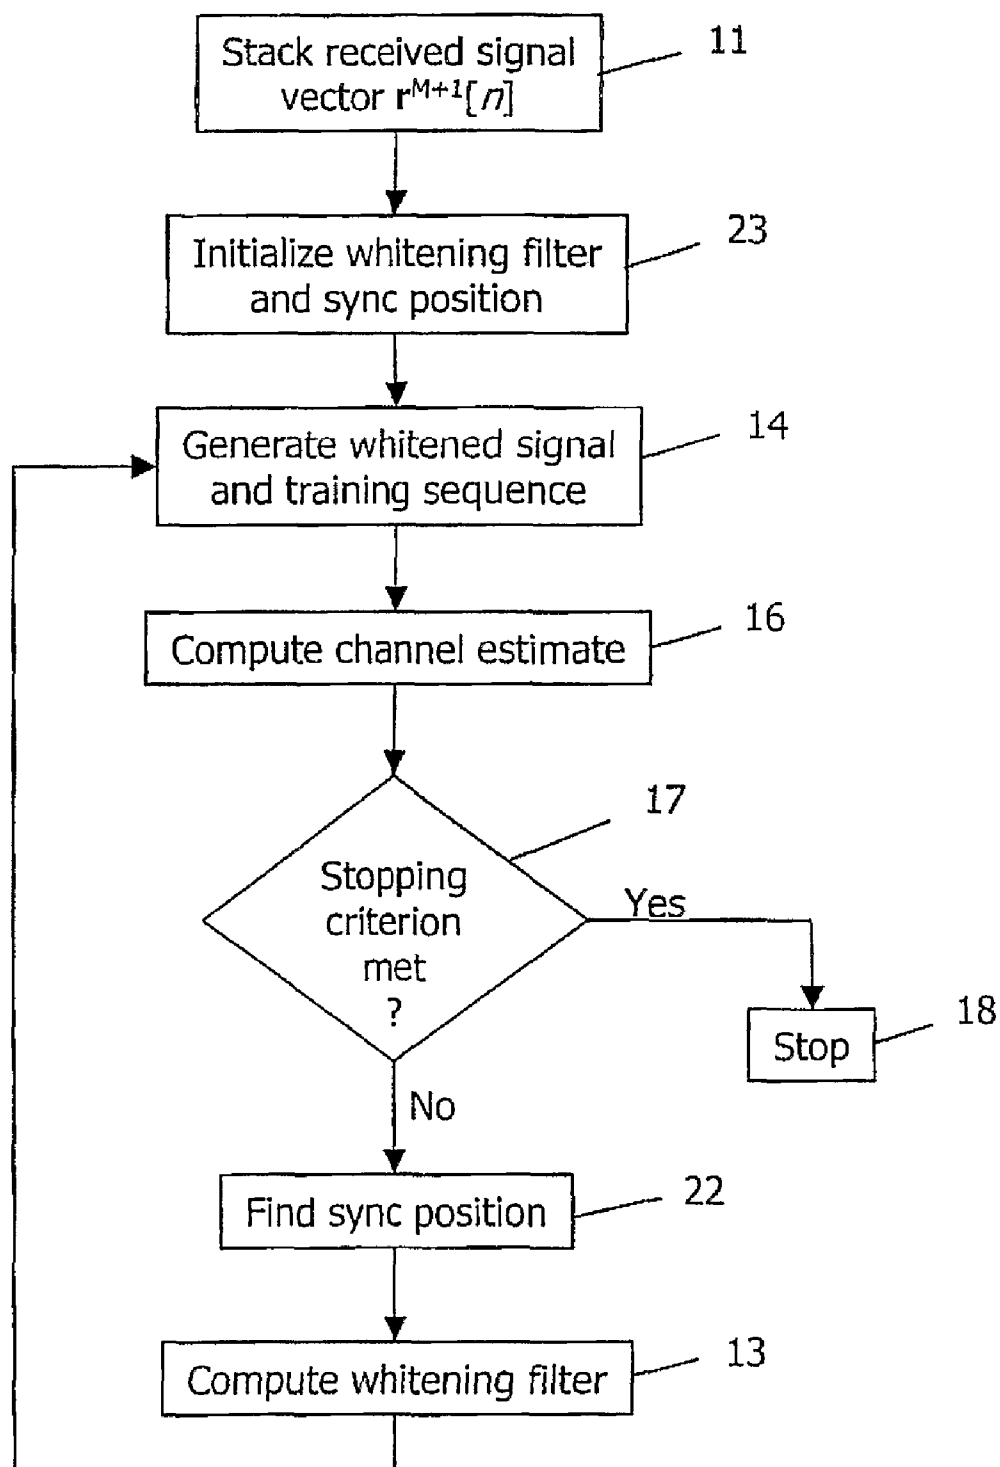 Stack received signal
vector r^M+1[n]
11
Initialize whitening filter
and sync position
23
Generate whitened signal
and training sequence
14
Compute channel estimate
16
Stopping
criterion
met
?
17
Yes
Stop
18
No
Find sync position
22
Compute whitening filter
13